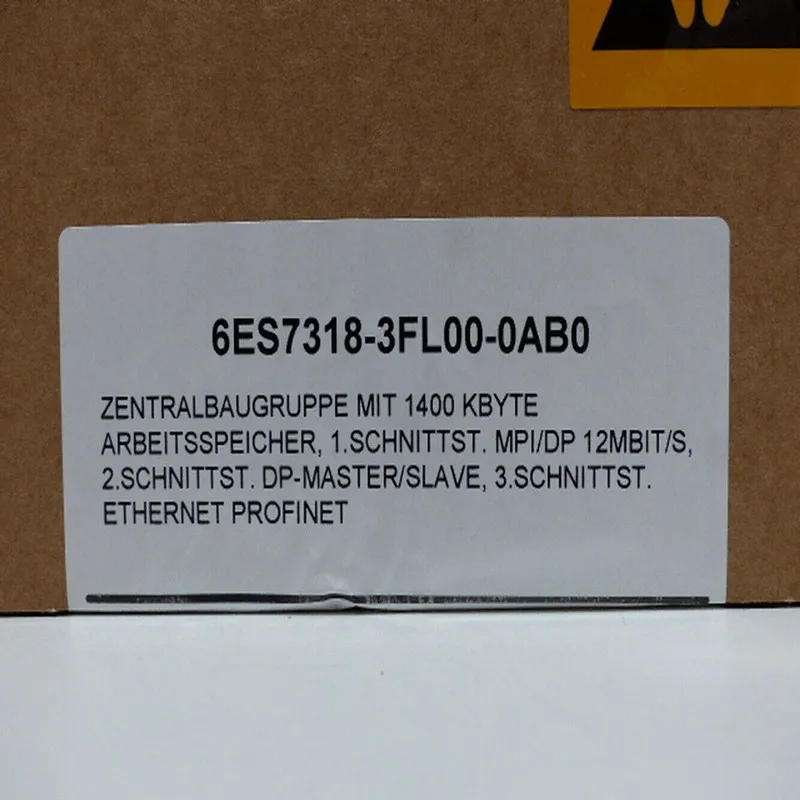 6ES7318-3FL00-0AB0
ZENTRALBAUGRUPPE MIT 1400 KBYTE
ARBEITSSPEICHER, 1.SCHNITTST. MPI/DP 12MBIT/S,
2.SCHNITTST. DP-MASTER/SLAVE, 3.SCHNITTST.
ETHERNET PROFINET